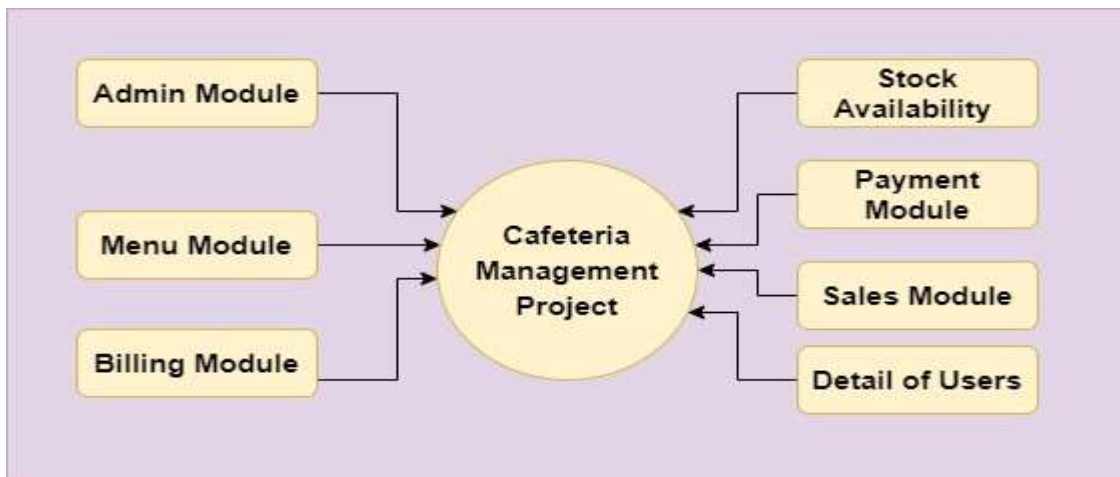 Admin Module
Menu Module
Billing Module
Cafeteria
Management
Project
Stock
Availability
Payment
Module
Sales Module
Detail of Users